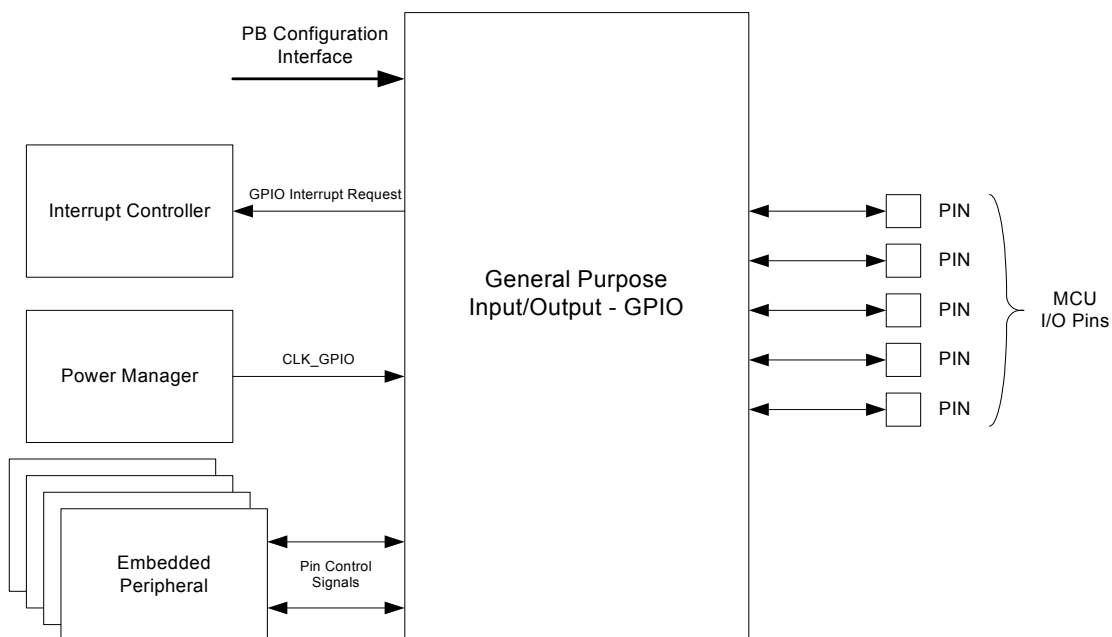 PB Configuration
Interface
Interrupt Controller
GPIO Interrupt Request
General Purpose
Input/Output - GPIO
Power Manager
CLK_GPIO
Embedded
Peripheral
Pin Control
Signals
PIN
PIN
PIN
PIN
PIN
MCU
I/O Pins